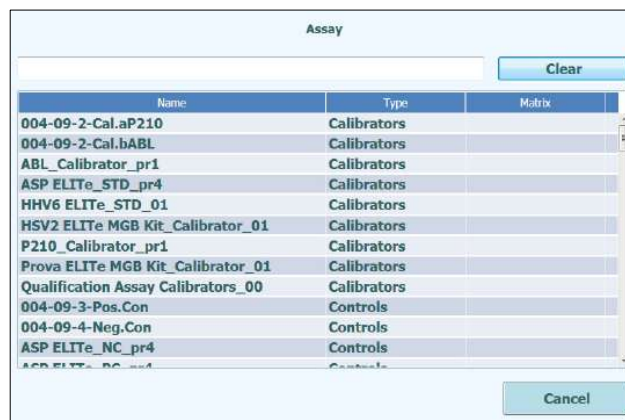 Assay
Clear
Name Type Matrix
004-09-2-Cal.aP210 Calibrators
004-09-2-Cal.bABL Calibrators
ABL_Calibrator_pr1 Calibrators
ASP ELITe_STD_pr4 Calibrators
HHV6 ELITe_STD_01 Calibrators
HSV2 ELITe MGB Kit_Calibrator_01 Calibrators
P210_Calibrator_pr1 Calibrators
Prova ELITe MGB Kit_Calibrator_01 Calibrators
Qualification Assay Calibrators_00 Calibrators
004-09-3-Pos.Con Controls
004-09-4-Neg.Con Controls
ASP ELITe_NC_pr4 Controls
ASP ELITe_PC_pr4 Controls
Cancel